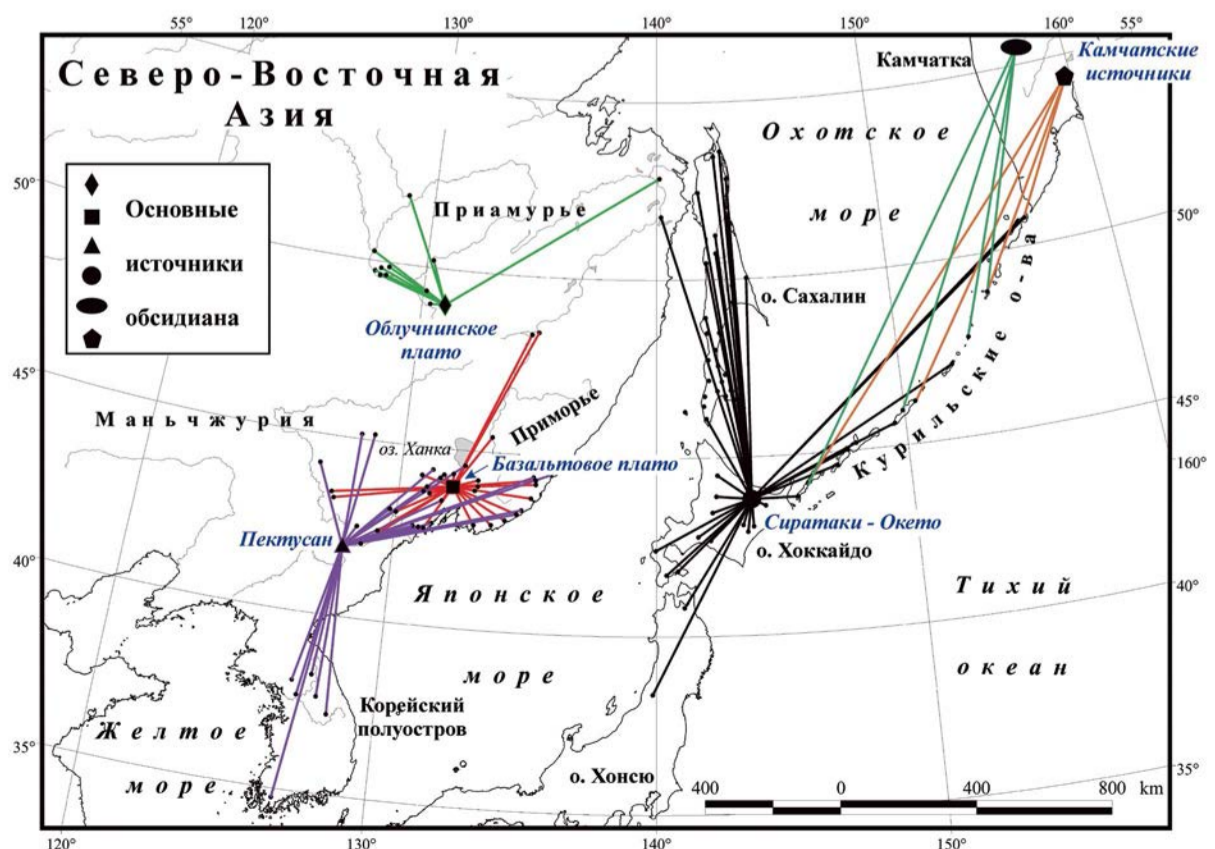 55° 120° 130° 140° 150° 160° 55°
Северо-Восточная
Азия
Камчатка
Камчатские
источники
Охотское
море
50°
Основные
источники
обсидиана
Приамурье
50°
о. Сахалин
Облучнинское
плато
Курильские о-ва
45°
Маньчжурия
Приморье
оз. Ханка
45°
Базальтовое плато
160°
Пектусан
Сиратаки - Окето
о. Хоккайдо
40°
Японское
море
Тихий
океан
40°
Корейский
полуостров
Желтое
море
35°
о. Хонсю
35°
400 0 400 800 km
120° 130° 140° 150°